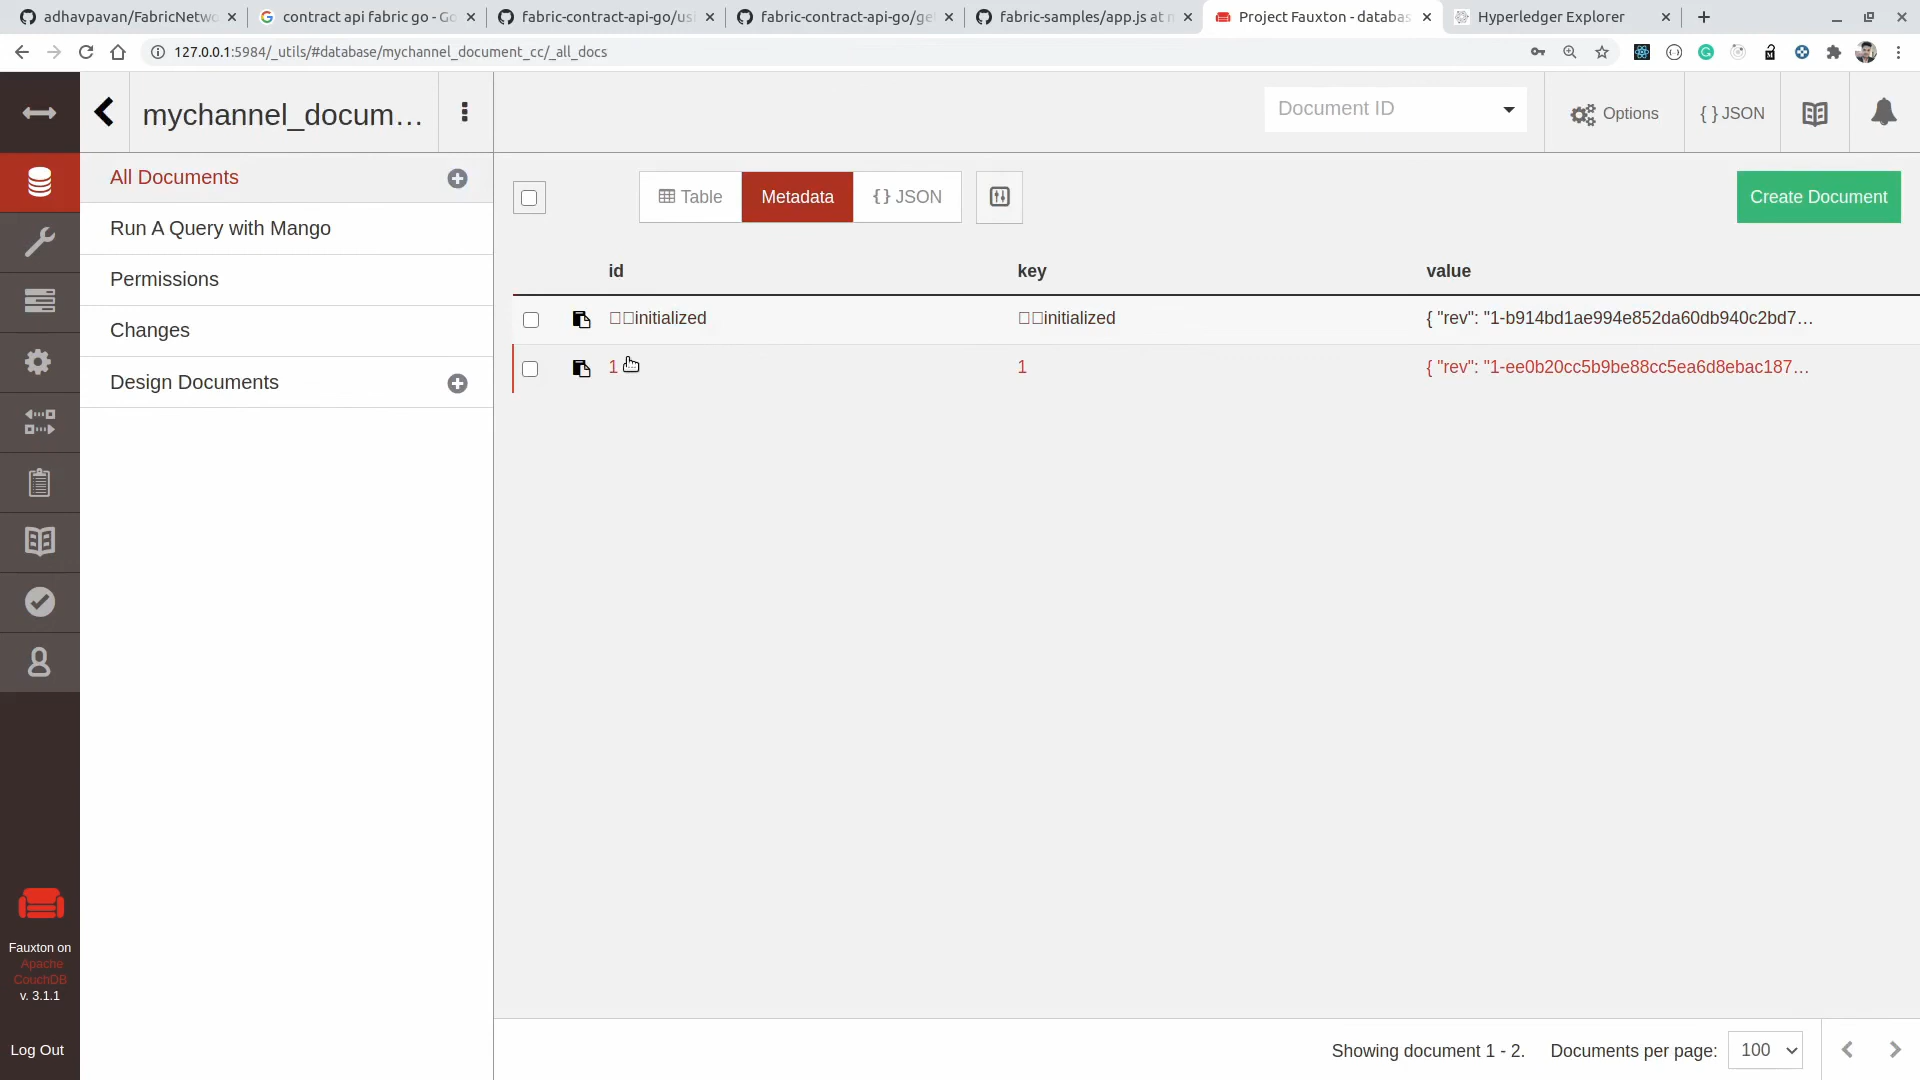 adhavpavan/FabricNetwo
contract api fabric go - Go
fabric-contract-api-go/usi
fabric-contract-api-go/ge
fabric-samples/app.js at m
Project Fauxton - databas
Hyperledger Explorer
127.0.0.1:5984/_utils/#database/mychannel_document_cc/_all_docs
mychannel_docum...
Document ID
Options
{ } JSON
All Documents
Run A Query with Mango
Permissions
Changes
Design Documents
Table
Metadata
{} JSON
Create Document
id key value
initialized initialized { "rev": "1-b914bd1ae994e852da60db940c2bd7...
1 1 { "rev": "1-ee0b20cc5b9be88cc5ea6d8ebac187...
Fauxton on
Apache
CouchDB
v. 3.1.1
Log Out
Showing document 1 - 2. Documents per page: 100